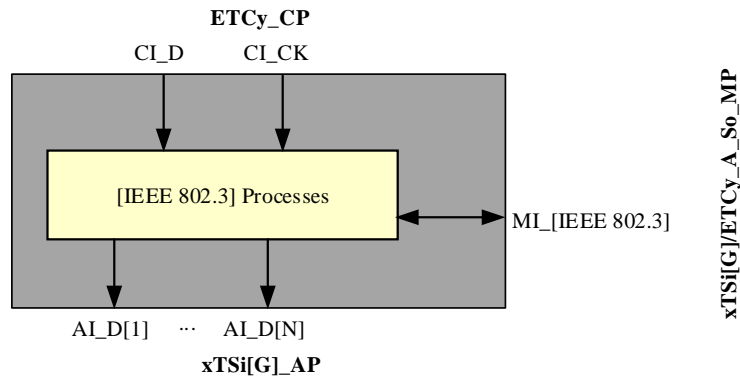 ETCy_CP
CI_D CI_CK
[IEEE 802.3] Processes
MI_[IEEE 802.3]
xTSi[G]/ETCy_A_So_MP
AI_D[1] ... AI_D[N]
xTSi[G]_AP